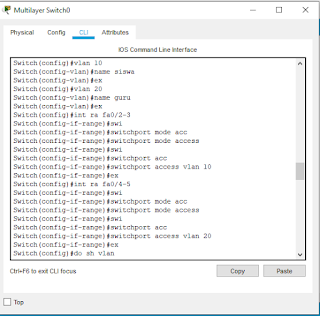 Multilayer Switch0
Physical Config CLI Attributes
IOS Command Line Interface
Switch(config)#vlan 10
Switch(config-vlan)#name siswa
Switch(config-vlan)#ex
Switch(config)#vlan 20
Switch(config-vlan)#name guru
Switch(config-vlan)#ex
Switch(config)#int ra fa0/2-3
Switch(config-if-range)#swi
Switch(config-if-range)#switchport mode acc
Switch(config-if-range)#switchport mode access
Switch(config-if-range)#swi
Switch(config-if-range)#switchport acc
Switch(config-if-range)#switchport access vlan 10
Switch(config-if-range)#ex
Switch(config)#int ra fa0/4-5
Switch(config-if-range)#swi
Switch(config-if-range)#switchport mode acc
Switch(config-if-range)#switchport mode access
Switch(config-if-range)#swi
Switch(config-if-range)#switchport acc
Switch(config-if-range)#switchport access vlan 20
Switch(config-if-range)#ex
Switch(config)#do sh vlan
Ctrl+F6 to exit CLI focus
Copy Paste
Top